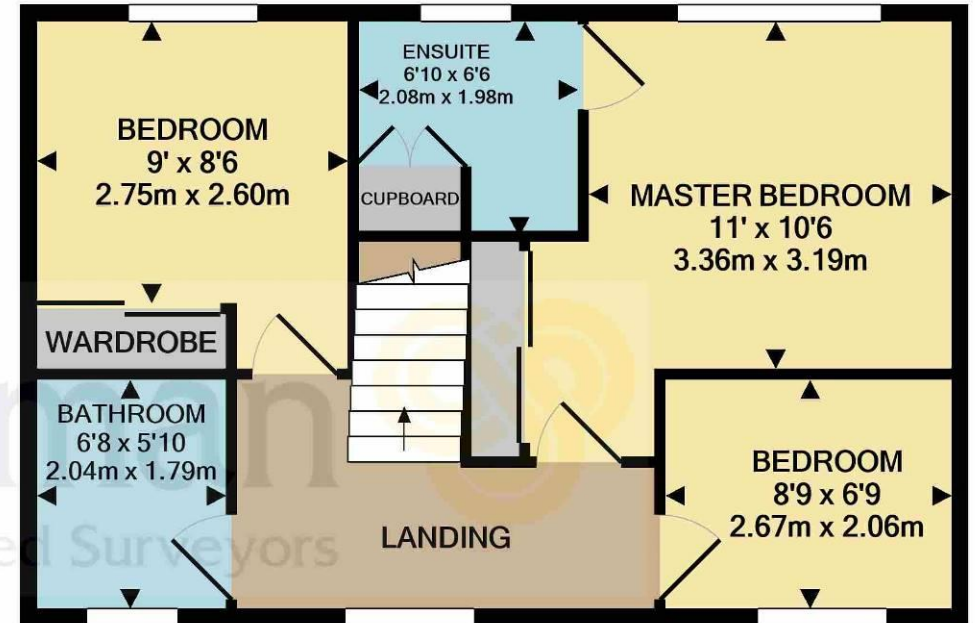 BEDROOM
9' x 8'6
2.75m x 2.60m
ENSUITE
6'10 x 6'6
2.08m x 1.98m
CUPBOARD
MASTER BEDROOM
11' x 10'6
3.36m x 3.19m
WARDROBE
BATHROOM
6'8 x 5'10
2.04m x 1.79m
LANDING
BEDROOM
8'9 x 6'9
2.67m x 2.06m
Surveyors